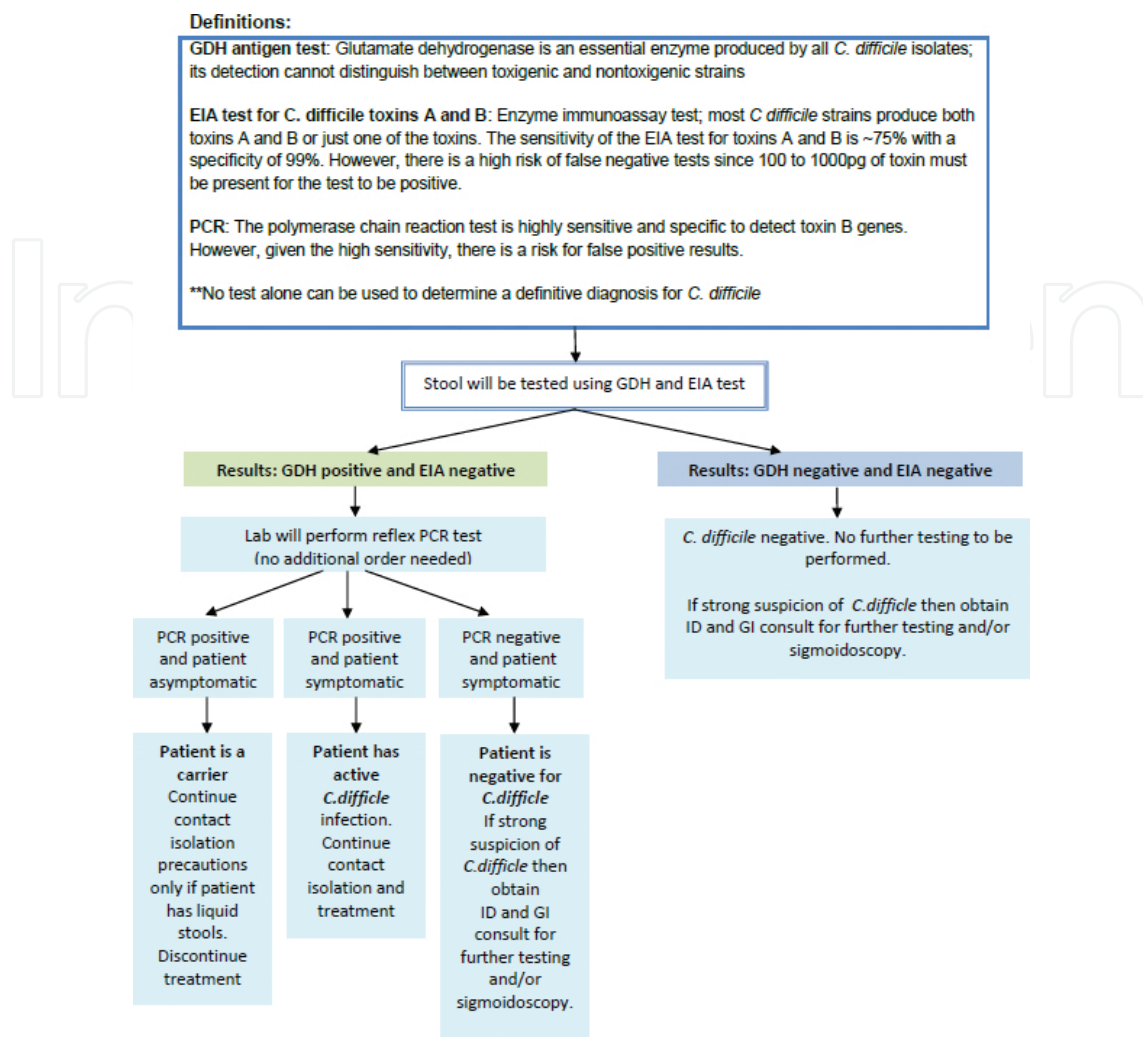 Definitions:
GDH antigen test: Glutamate dehydrogenase is an essential enzyme produced by all C. difficile isolates;
its detection cannot distinguish between toxigenic and nontoxigenic strains
EIA test for C. difficile toxins A and B: Enzyme immunoassay test; most C difficile strains produce both
toxins A and B or just one of the toxins. The sensitivity of the EIA test for toxins A and B is ~75% with a
specificity of 99%. However, there is a high risk of false negative tests since 100 to 1000pg of toxin must
be present for the test to be positive.
PCR: The polymerase chain reaction test is highly sensitive and specific to detect toxin B genes.
However, given the high sensitivity, there is a risk for false positive results.
**No test alone can be used to determine a definitive diagnosis for C. difficile
Stool will be tested using GDH and EIA test
Results: GDH positive and EIA negative
Results: GDH negative and EIA negative
Lab will perform reflex PCR test
(no additional order needed)
C. difficile negative. No further testing to be
performed.
If strong suspicion of C.difficle then obtain
ID and GI consult for further testing and/or
sigmoidoscopy.
PCR positive
and patient
asymptomatic
PCR positive
and patient
symptomatic
PCR negative
and patient
symptomatic
Patient is a
carrier
Continue
contact
isolation
precautions
only if patient
has liquid
stools.
Discontinue
treatment
Patient has
active
C.difficle
infection.
Continue
contact
isolation and
treatment
Patient is
negative for
C.difficle
If strong
suspicion of
C.difficle then
obtain
ID and GI
consult for
further testing
and/or
sigmoidoscopy.